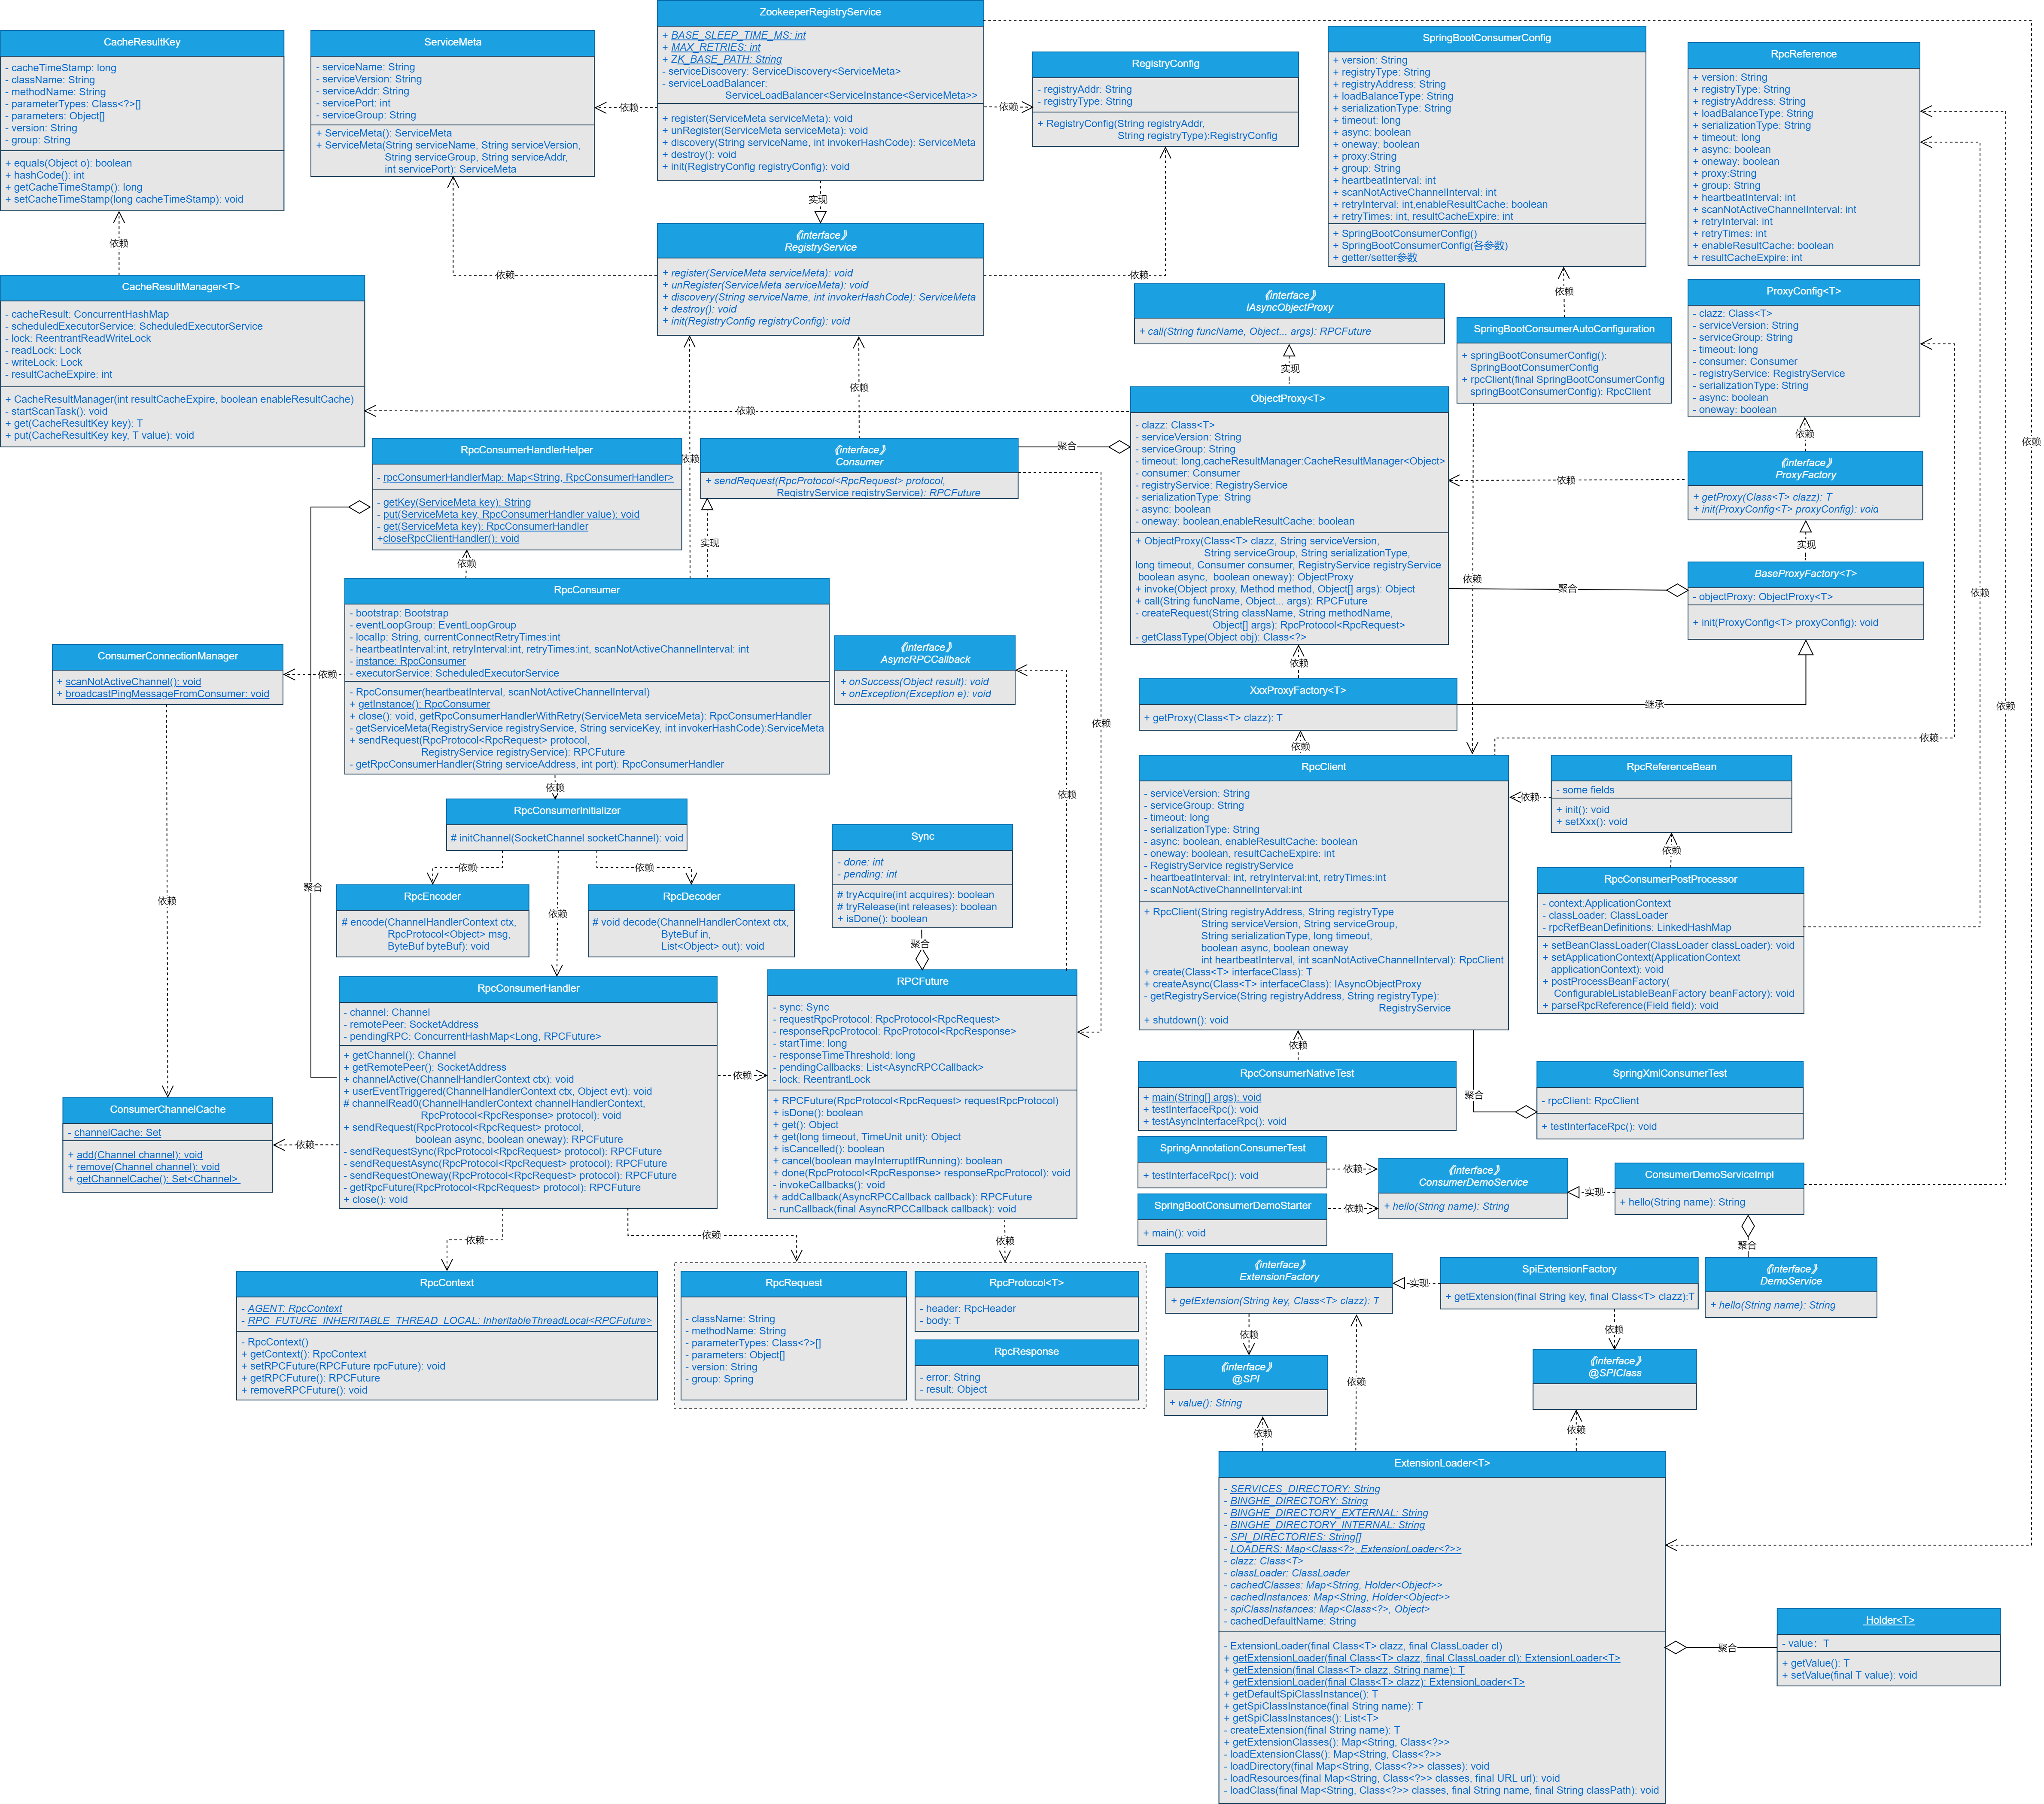 ZookeeperRegistryService
+ BASE_SLEEP_TIME_MS: int
+ MAX_RETRIES: int
+ ZK_BASE_PATH: String
- serviceDiscovery: ServiceDiscovery<ServiceMeta>
- serviceLoadBalancer:
ServiceLoadBalancer<ServiceInstance<ServiceMeta>>
+ register(ServiceMeta serviceMeta): void
+ unRegister(ServiceMeta serviceMeta): void
+ discovery(String serviceName, int invokerHashCode): ServiceMeta
+ destroy(): void
+ init(RegistryConfig registryConfig): void
CacheResultKey
- cacheTimeStamp: long
- className: String
- methodName: String
- parameterTypes: Class<?>[]
- parameters: Object[]
- version: String
- group: String
+ equals(Object o): boolean
+ hashCode(): int
+ getCacheTimeStamp(): long
+ setCacheTimeStamp(long cacheTimeStamp): void
ServiceMeta
- serviceName: String
- serviceVersion: String
- serviceAddr: String
- servicePort: int
- serviceGroup: String
+ ServiceMeta(): ServiceMeta
+ ServiceMeta(String serviceName, String serviceVersion,
String serviceGroup, String serviceAddr,
int servicePort): ServiceMeta
依赖
依赖
RegistryConfig
- registryAddr: String
- registryType: String
+ RegistryConfig(String registryAddr,
String registryType):RegistryConfig
SpringBootConsumerConfig
+ version: String
+ registryType: String
+ registryAddress: String
+ loadBalanceType: String
+ serializationType: String
+ timeout: long
+ async: boolean
+ oneway: boolean
+ proxy:String
+ group: String
+ heartbeatInterval: int
+ scanNotActiveChannelInterval: int
+ retryInterval: int,enableResultCache: boolean
+ retryTimes: int, resultCacheExpire: int
+ SpringBootConsumerConfig()
+ SpringBootConsumerConfig(各参数)
+ getter/setter参数
RpcReference
+ version: String
+ registryType: String
+ registryAddress: String
+ loadBalanceType: String
+ serializationType: String
+ timeout: long
+ async: boolean
+ oneway: boolean
+ proxy:String
+ group: String
+ heartbeatInterval: int
+ scanNotActiveChannelInterval: int
+ retryInterval: int
+ retryTimes: int
+ enableResultCache: boolean
+ resultCacheExpire: int
实现
依赖
《interface》
RegistryService
+ register(ServiceMeta serviceMeta): void
+ unRegister(ServiceMeta serviceMeta): void
+ discovery(String serviceName, int invokerHashCode): ServiceMeta
+ destroy(): void
+ init(RegistryConfig registryConfig): void
依赖
依赖
依赖
CacheResultManager<T>
- cacheResult: ConcurrentHashMap
- scheduledExecutorService: ScheduledExecutorService
- lock: ReentrantReadWriteLock
- readLock: Lock
- writeLock: Lock
- resultCacheExpire: int
+ CacheResultManager(int resultCacheExpire, boolean enableResultCache)
- startScanTask(): void
+ get(CacheResultKey key): T
+ put(CacheResultKey key, T value): void
《interface》
IAsyncObjectProxy
+ call(String funcName, Object... args): RPCFuture
实现
SpringBootConsumerAutoConfiguration
+ springBootConsumerConfig():
SpringBootConsumerConfig
+ rpcClient(final SpringBootConsumerConfig
springBootConsumerConfig): RpcClient
ProxyConfig<T>
- clazz: Class<T>
- serviceVersion: String
- serviceGroup: String
- timeout: long
- consumer: Consumer
- registryService: RegistryService
- serializationType: String
- async: boolean
- oneway: boolean
依赖
依赖
依赖
依赖
聚合
依赖
RpcConsumerHandlerHelper
- rpcConsumerHandlerMap: Map<String, RpcConsumerHandler>
- getKey(ServiceMeta key): String
- put(ServiceMeta key, RpcConsumerHandler value): void
- get(ServiceMeta key): RpcConsumerHandler
+closeRpcClientHandler(): void
《interface》
Consumer
+ sendRequest(RpcProtocol<RpcRequest> protocol,
RegistryService registryService): RPCFuture
ObjectProxy<T>
- clazz: Class<T>
- serviceVersion: String
- serviceGroup: String
- timeout: long,cacheResultManager:CacheResultManager<Object>
- consumer: Consumer
- registryService: RegistryService
- serializationType: String
- async: boolean
- oneway: boolean,enableResultCache: boolean
+ ObjectProxy(Class<T> clazz, String serviceVersion,
String serviceGroup, String serializationType,
long timeout, Consumer consumer, RegistryService registryService
boolean async, boolean oneway): ObjectProxy
+ invoke(Object proxy, Method method, Object[] args): Object
+ call(String funcName, Object... args): RPCFuture
- createRequest(String className, String methodName,
Object[] args): RpcProtocol<RpcRequest>
- getClassType(Object obj): Class<?>
《interface》
ProxyFactory
+ getProxy(Class<T> clazz): T
+ init(ProxyConfig<T> proxyConfig): void
依赖
实现
BaseProxyFactory<T>
- objectProxy: ObjectProxy<T>
+ init(ProxyConfig<T> proxyConfig): void
聚合
依赖
依赖
实现
依赖
RpcConsumer
- bootstrap: Bootstrap
- eventLoopGroup: EventLoopGroup
- localIp: String, currentConnectRetryTimes:int
- heartbeatInterval:int, retryInterval:int, retryTimes:int, scanNotActiveChannelInterval: int
- instance: RpcConsumer
- executorService: ScheduledExecutorService
- RpcConsumer(heartbeatInterval, scanNotActiveChannelInterval)
+ getInstance(): RpcConsumer
+ close(): void, getRpcConsumerHandlerWithRetry(ServiceMeta serviceMeta): RpcConsumerHandler
- getServiceMeta(RegistryService registryService, String serviceKey, int invokerHashCode):ServiceMeta
+ sendRequest(RpcProtocol<RpcRequest> protocol,
RegistryService registryService): RPCFuture
- getRpcConsumerHandler(String serviceAddress, int port): RpcConsumerHandler
ConsumerConnectionManager
+ scanNotActiveChannel(): void
+ broadcastPingMessageFromConsumer: void
依赖
《interface》
AsyncRPCCallback
+ onSuccess(Object result): void
+ onException(Exception e): void
依赖
XxxProxyFactory<T>
+ getProxy(Class<T> clazz): T
继承
依赖
依赖
依赖
依赖
依赖
依赖
RpcConsumerInitializer
# initChannel(SocketChannel socketChannel): void
依赖
依赖
RpcEncoder
# encode(ChannelHandlerContext ctx,
RpcProtocol<Object> msg,
ByteBuf byteBuf): void
RpcDecoder
# void decode(ChannelHandlerContext ctx,
ByteBuf in,
List<Object> out): void
依赖
聚合
依赖
Sync
- done: int
- pending: int
# tryAcquire(int acquires): boolean
# tryRelease(int releases): boolean
+ isDone(): boolean
聚合
RpcClient
- serviceVersion: String
- serviceGroup: String
- timeout: long
- serializationType: String
- async: boolean, enableResultCache: boolean
- oneway: boolean, resultCacheExpire: int
- RegistryService registryService
- heartbeatInterval: int, retryInterval:int, retryTimes:int
- scanNotActiveChannelInterval:int
+ RpcClient(String registryAddress, String registryType
String serviceVersion, String serviceGroup,
String serializationType, long timeout,
boolean async, boolean oneway
int heartbeatInterval, int scanNotActiveChannelInterval): RpcClient
+ create(Class<T> interfaceClass): T
+ createAsync(Class<T> interfaceClass): IAsyncObjectProxy
- getRegistryService(String registryAddress, String registryType):
RegistryService
+ shutdown(): void
依赖
RpcReferenceBean
- some fields
+ init(): void
+ setXxx(): void
依赖
RpcConsumerPostProcessor
- context:ApplicationContext
- classLoader: ClassLoader
- rpcRefBeanDefinitions: LinkedHashMap
+ setBeanClassLoader(ClassLoader classLoader): void
+ setApplicationContext(ApplicationContext
applicationContext): void
+ postProcessBeanFactory(
ConfigurableListableBeanFactory beanFactory): void
+ parseRpcReference(Field field): void
RpcConsumerHandler
- channel: Channel
- remotePeer: SocketAddress
- pendingRPC: ConcurrentHashMap<Long, RPCFuture>
+ getChannel(): Channel
+ getRemotePeer(): SocketAddress
+ channelActive(ChannelHandlerContext ctx): void
+ userEventTriggered(ChannelHandlerContext ctx, Object evt): void
# channelRead0(ChannelHandlerContext channelHandlerContext,
RpcProtocol<RpcResponse> protocol): void
+ sendRequest(RpcProtocol<RpcRequest> protocol,
boolean async, boolean oneway): RPCFuture
- sendRequestSync(RpcProtocol<RpcRequest> protocol): RPCFuture
- sendRequestAsync(RpcProtocol<RpcRequest> protocol): RPCFuture
- sendRequestOneway(RpcProtocol<RpcRequest> protocol): RPCFuture
- getRpcFuture(RpcProtocol<RpcRequest> protocol): RPCFuture
+ close(): void
依赖
RPCFuture
- sync: Sync
- requestRpcProtocol: RpcProtocol<RpcRequest>
- responseRpcProtocol: RpcProtocol<RpcResponse>
- startTime: long
- responseTimeThreshold: long
- pendingCallbacks: List<AsyncRPCCallback>
- lock: ReentrantLock
+ RPCFuture(RpcProtocol<RpcRequest> requestRpcProtocol)
+ isDone(): boolean
+ get(): Object
+ get(long timeout, TimeUnit unit): Object
+ isCancelled(): boolean
+ cancel(boolean mayInterruptIfRunning): boolean
+ done(RpcProtocol<RpcResponse> responseRpcProtocol): void
- invokeCallbacks(): void
+ addCallback(AsyncRPCCallback callback): RPCFuture
- runCallback(final AsyncRPCCallback callback): void
依赖
聚合
RpcConsumerNativeTest
+ main(String[] args): void
+ testInterfaceRpc(): void
+ testAsyncInterfaceRpc(): void
SpringXmlConsumerTest
- rpcClient: RpcClient
+ testInterfaceRpc(): void
ConsumerChannelCache
- channelCache: Set
+ add(Channel channel): void
+ remove(Channel channel): void
+ getChannelCache(): Set<Channel>
依赖
SpringAnnotationConsumerTest
+ testInterfaceRpc(): void
依赖
《interface》
ConsumerDemoService
+ hello(String name): String
实现
ConsumerDemoServiceImpl
+ hello(String name): String
SpringBootConsumerDemoStarter
+ main(): void
依赖
依赖
依赖
依赖
聚合
RpcContext
- AGENT: RpcContext
- RPC_FUTURE_INHERITABLE_THREAD_LOCAL: InheritableThreadLocal<RPCFuture>
- RpcContext()
+ getContext(): RpcContext
+ setRPCFuture(RPCFuture rpcFuture): void
+ getRPCFuture(): RPCFuture
+ removeRPCFuture(): void
RpcRequest
- className: String
- methodName: String
- parameterTypes: Class<?>[]
- parameters: Object[]
- version: String
- group: Spring
RpcProtocol<T>
- header: RpcHeader
- body: T
RpcResponse
- error: String
- result: Object
《interface》
ExtensionFactory
+ getExtension(String key, Class<T> clazz): T
实现
SpiExtensionFactory
+ getExtension(final String key, final Class<T> clazz):T
《interface》
DemoService
+ hello(String name): String
依赖
依赖
依赖
《interface》
@SPI
+ value(): String
《interface》
@SPIClass
依赖
依赖
ExtensionLoader<T>
- SERVICES_DIRECTORY: String
- BINGHE_DIRECTORY: String
- BINGHE_DIRECTORY_EXTERNAL: String
- BINGHE_DIRECTORY_INTERNAL: String
- SPI_DIRECTORIES: String[]
- LOADERS: Map<Class<?>, ExtensionLoader<?>>
- clazz: Class<T>
- classLoader: ClassLoader
- cachedClasses: Map<String, Holder<Object>>
- cachedInstances: Map<String, Holder<Object>>
- spiClassInstances: Map<Class<?>, Object>
- cachedDefaultName: String
- ExtensionLoader(final Class<T> clazz, final ClassLoader cl)
+ getExtensionLoader(final Class<T> clazz, final ClassLoader cl): ExtensionLoader<T>
+ getExtension(final Class<T> clazz, String name): T
+ getExtensionLoader(final Class<T> clazz): ExtensionLoader<T>
+ getDefaultSpiClassInstance(): T
+ getSpiClassInstance(final String name): T
+ getSpiClassInstances(): List<T>
- createExtension(final String name): T
+ getExtensionClasses(): Map<String, Class<?>>
- loadExtensionClass(): Map<String, Class<?>>
- loadDirectory(final Map<String, Class<?>> classes): void
- loadResources(final Map<String, Class<?>> classes, final URL url): void
- loadClass(final Map<String, Class<?>> classes, final String name, final String classPath): void
聚合
Holder<T>
- value：T
+ getValue(): T
+ setValue(final T value): void